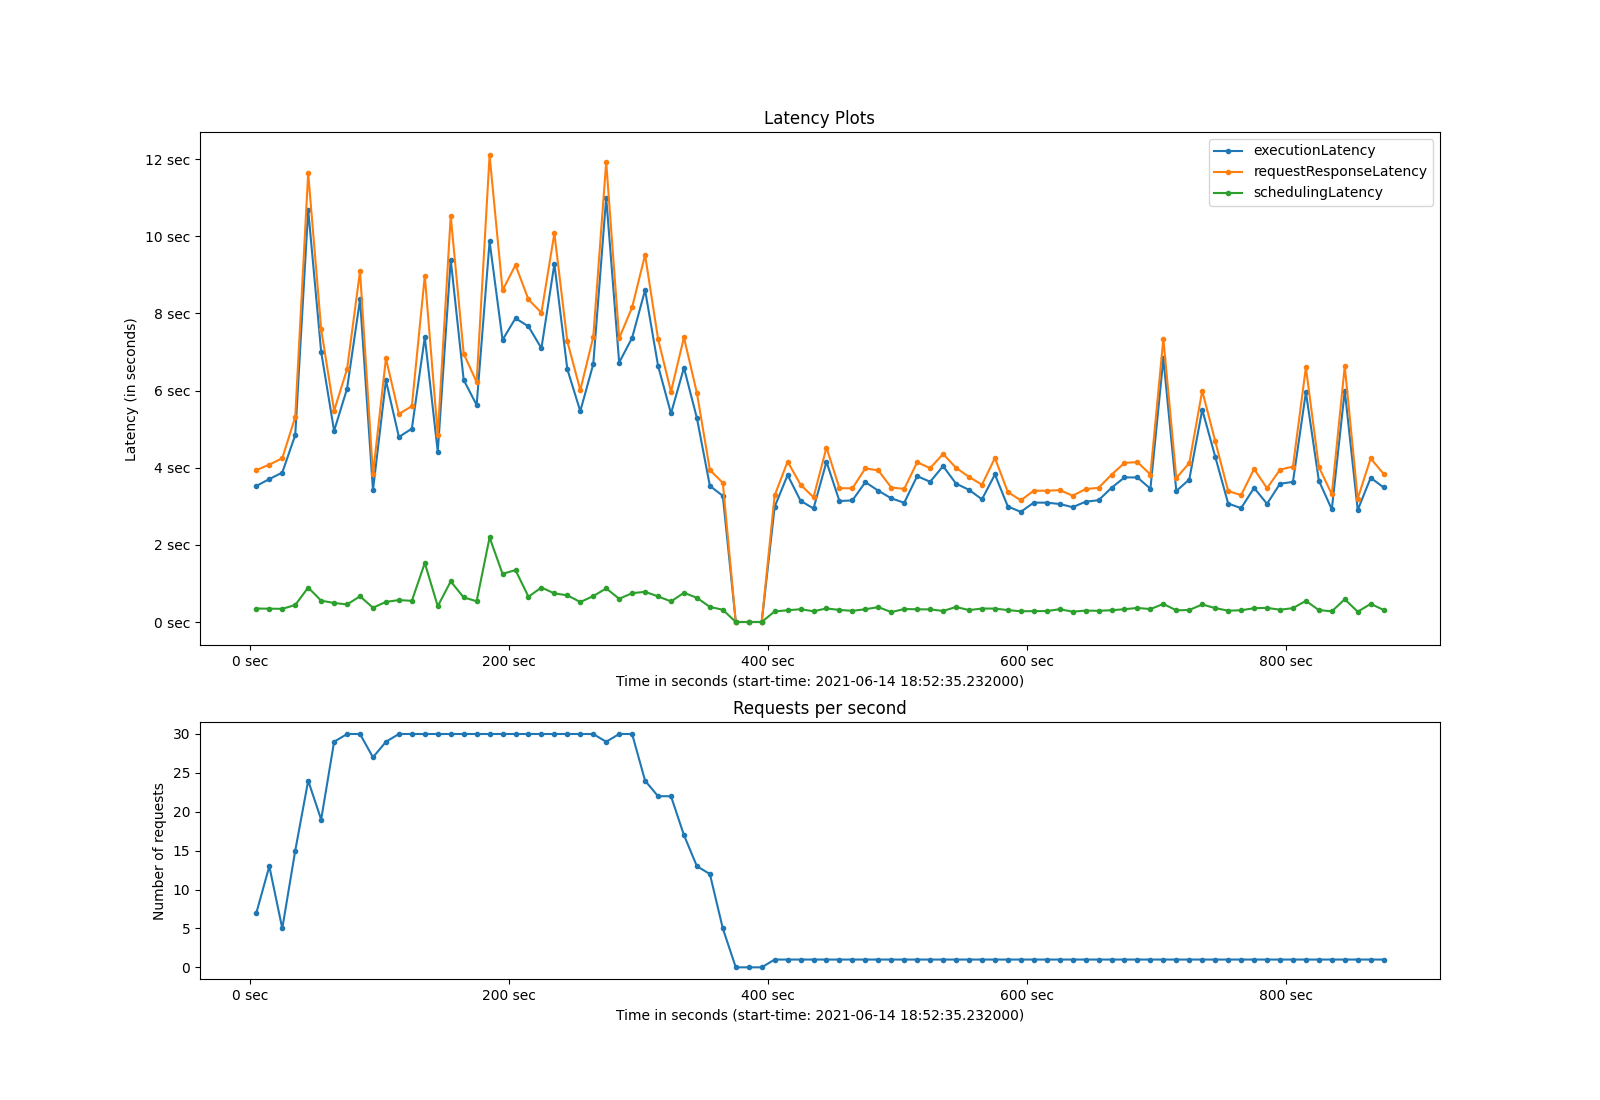 Latency Plots
12 sec
10 sec
8 sec
6 sec
4 sec
2 sec
0 sec
Latency (in seconds)
executionLatency
requestResponseLatency
schedulingLatency
0 sec 200 sec 400 sec 600 sec 800 sec
Time in seconds (start-time: 2021-06-14 18:52:35.232000)
Requests per second
30
25
20
15
10
5
0
Number of requests
0 sec 200 sec 400 sec 600 sec 800 sec
Time in seconds (start-time: 2021-06-14 18:52:35.232000)